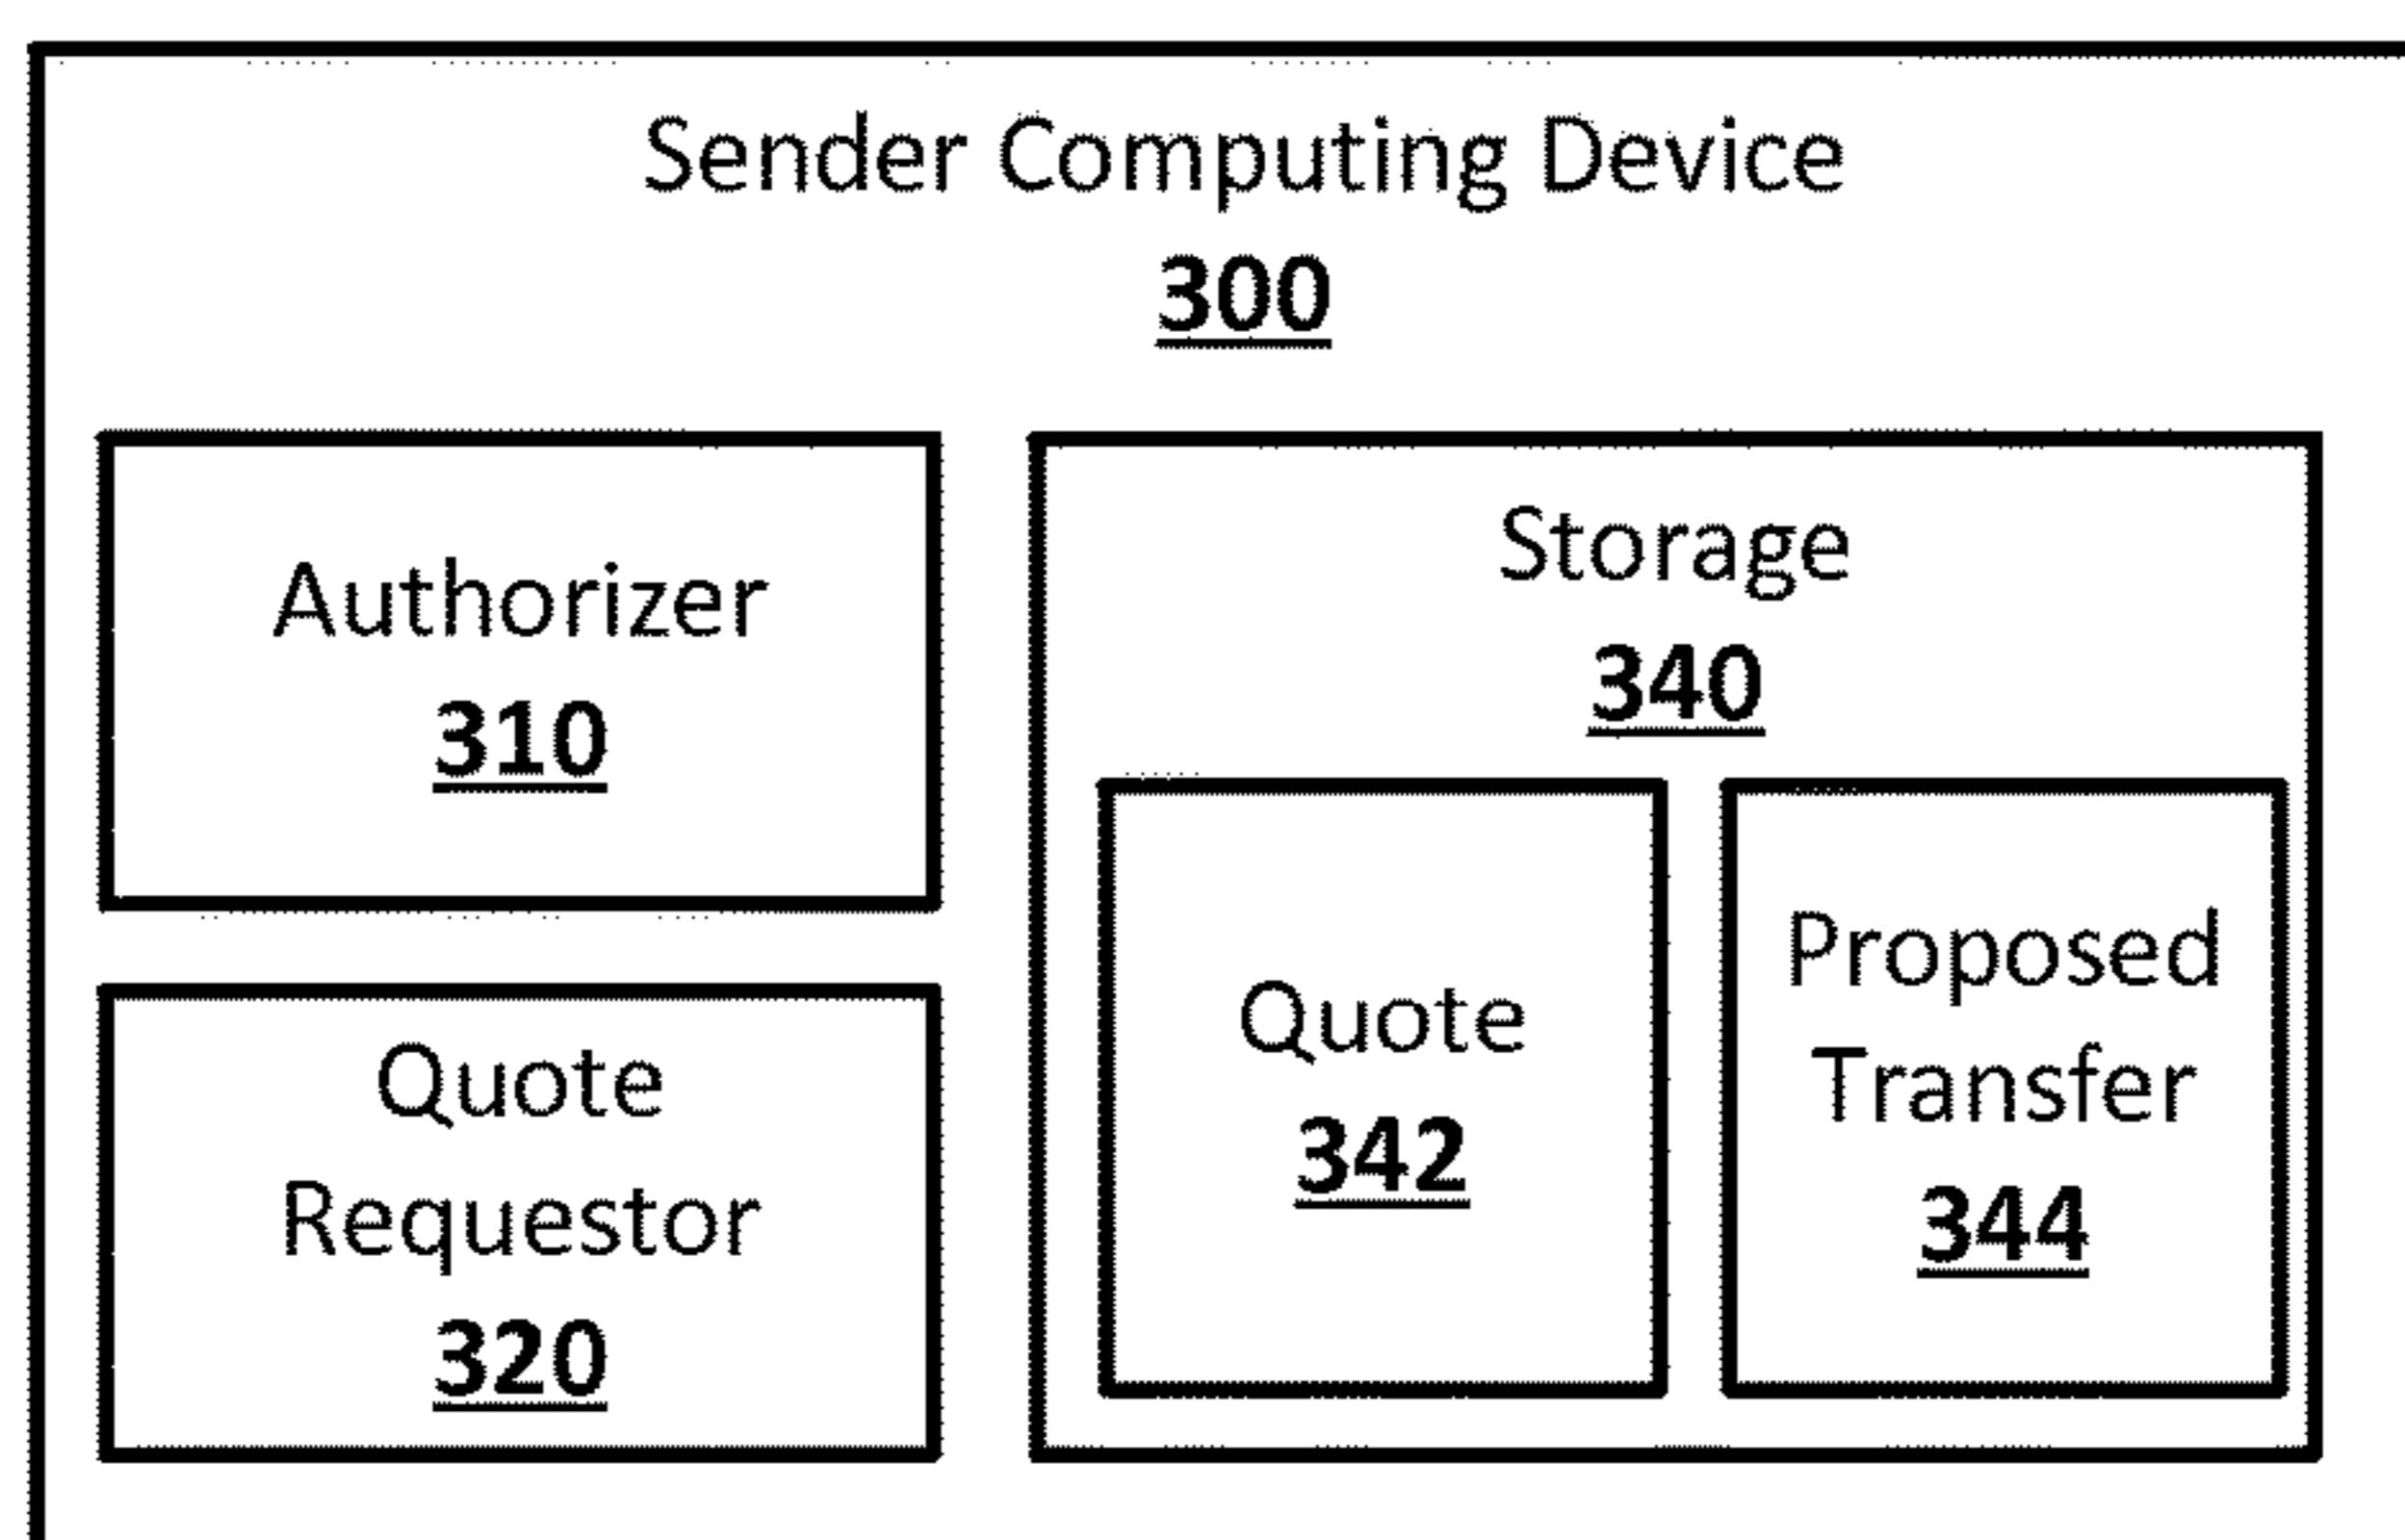 Sender Computing Device
300
Authorizer
310
Quote
Requestor
320
Storage
340
Quote
342
Proposed
Transfer
344